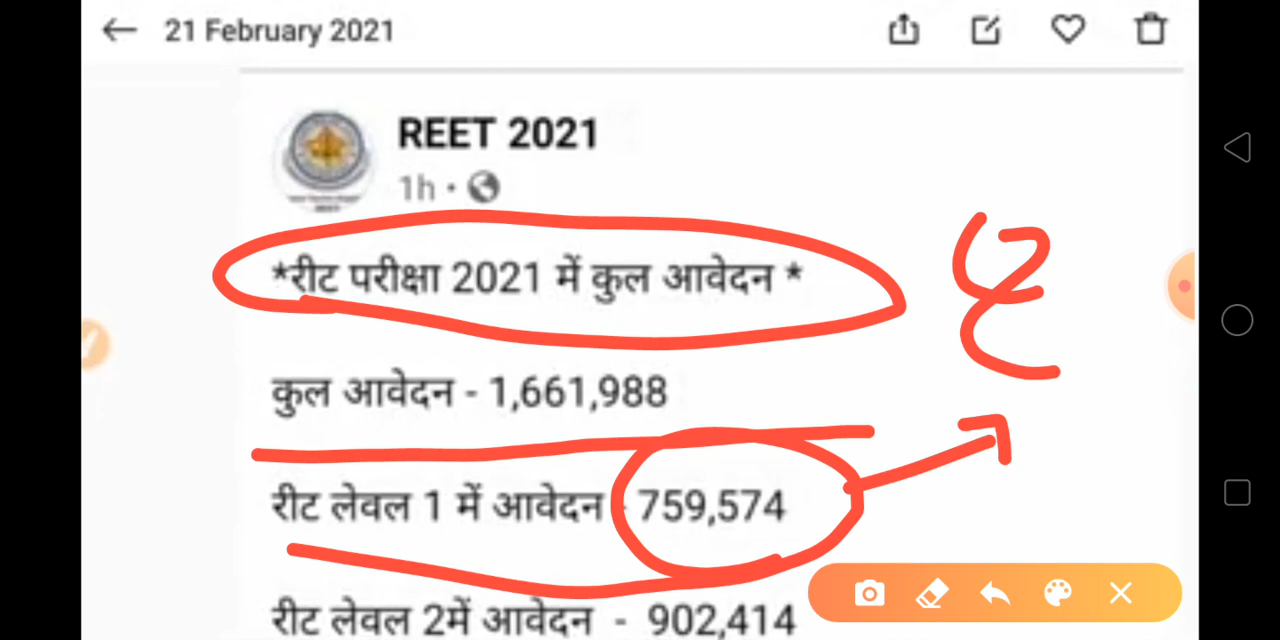 21 February 2021
REET 2021
1h
*रीट परीक्षा 2021 में कुल आवेदन *
कुल आवेदन - 1,661,988
रीट लेवल 1 में आवेदन - 759,574
रीट लेवल 2में आवेदन - 902,414